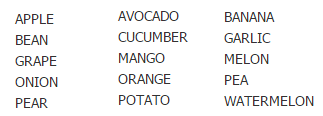 APPLE AVOCADO BANANA
BEAN CUCUMBER GARLIC
GRAPE MANGO MELON
ONION ORANGE PEA
PEAR POTATO WATERMELON